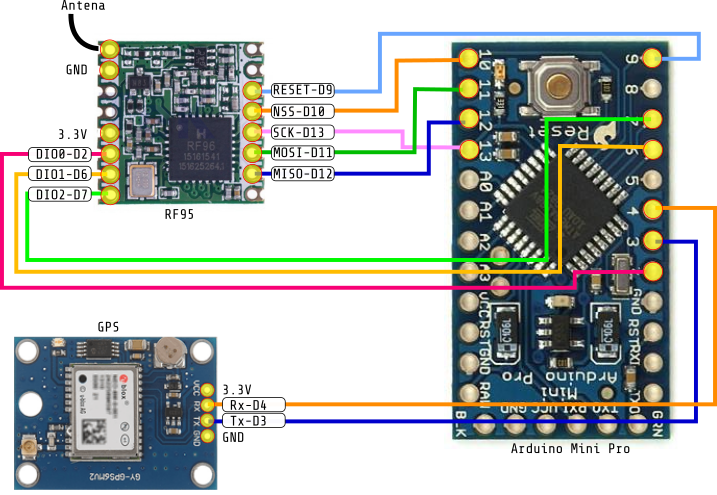 Antena
GND
3.3V
DIO0-D2
DIO1-D6
DIO2-D7
RESET-D9
NSS-D10
SCK-D13
MOSI-D11
MISO-D12
RF96
RF95
10
11
12
13
A0
A1
A2
A3
VCC
RST
GND
RAW
BLK
9
8
7
6
5
4
3
GND
RST
RXI
TXO
GRN
Reset
C1D6L
C1D6L
Arduino
Mini
Pro
TXO RXI VCC GND
Arduino Mini Pro
GPS
VCC
RX
TX
GND
3.3V
Rx-D4
Tx-D3
GND
GY-GPS6MV2